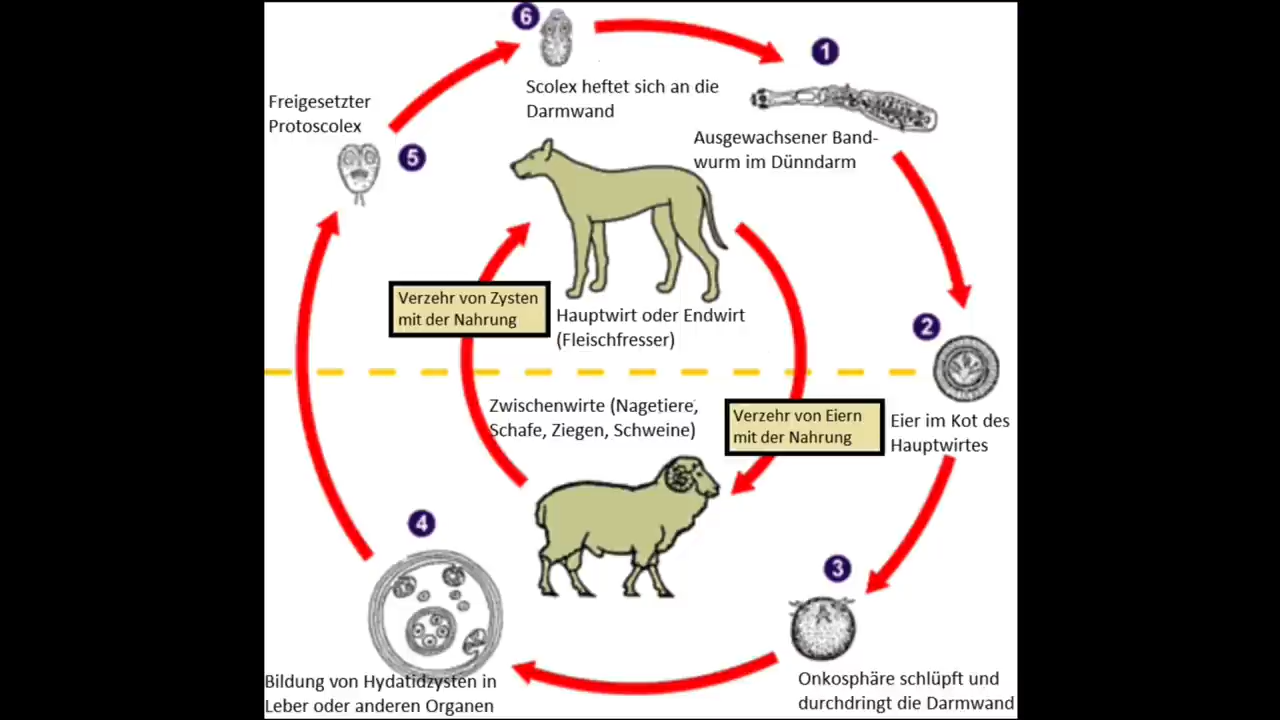 6
Scolex heftet sich an die
Darmwand
1
Ausgewachsener Band-
wurm im Dünndarm
Freigesetzter
Protoscolex
5
Verzehr von Zysten
mit der Nahrung
Hauptwirt oder Endwirt
(Fleischfresser)
2
Eier im Kot des
Hauptwirtes
Zwischenwirte (Nagetiere,
Schafe, Ziegen, Schweine)
Verzehr von Eiern
mit der Nahrung
4
3
Bildung von Hydatidzysten in
Leber oder anderen Organen
Onkosphäre schlüpft und
durchdringt die Darmwand